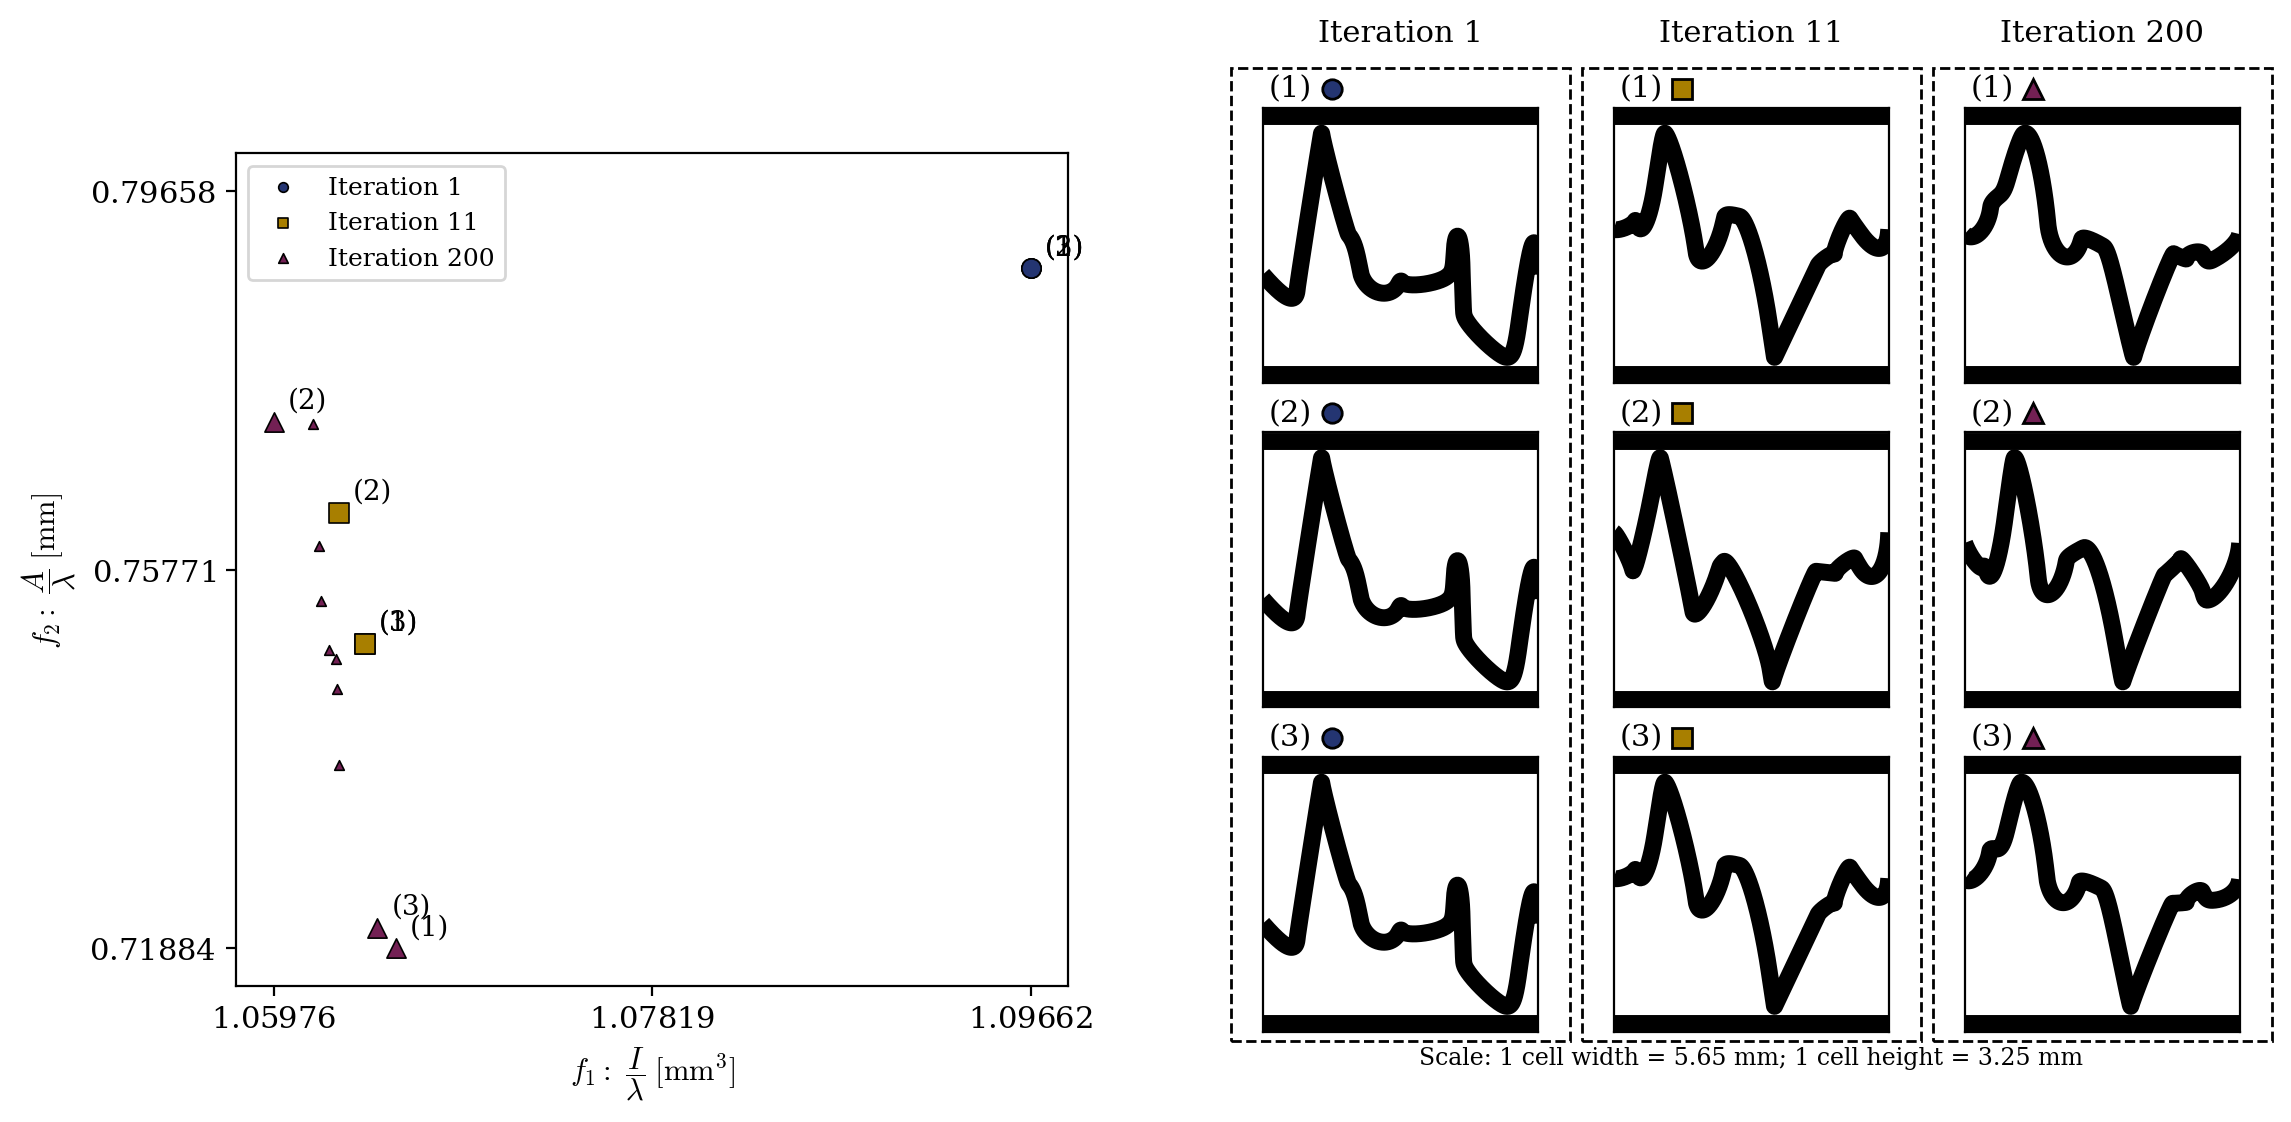 Iteration 1 Iteration 11 Iteration 200
(1) (1) (1)
0.79658
Iteration 1
Iteration 11
Iteration 200
(3)
(2)
(2) (2) (2)
(2)
f₂ : A/λ [mm]
0.75771
(3)
(3) (3) (3)
(3)
(1)
0.71884
1.05976 1.07819 1.09662
f₁ : I/λ [mm³]
Scale: 1 cell width = 5.65 mm; 1 cell height = 3.25 mm